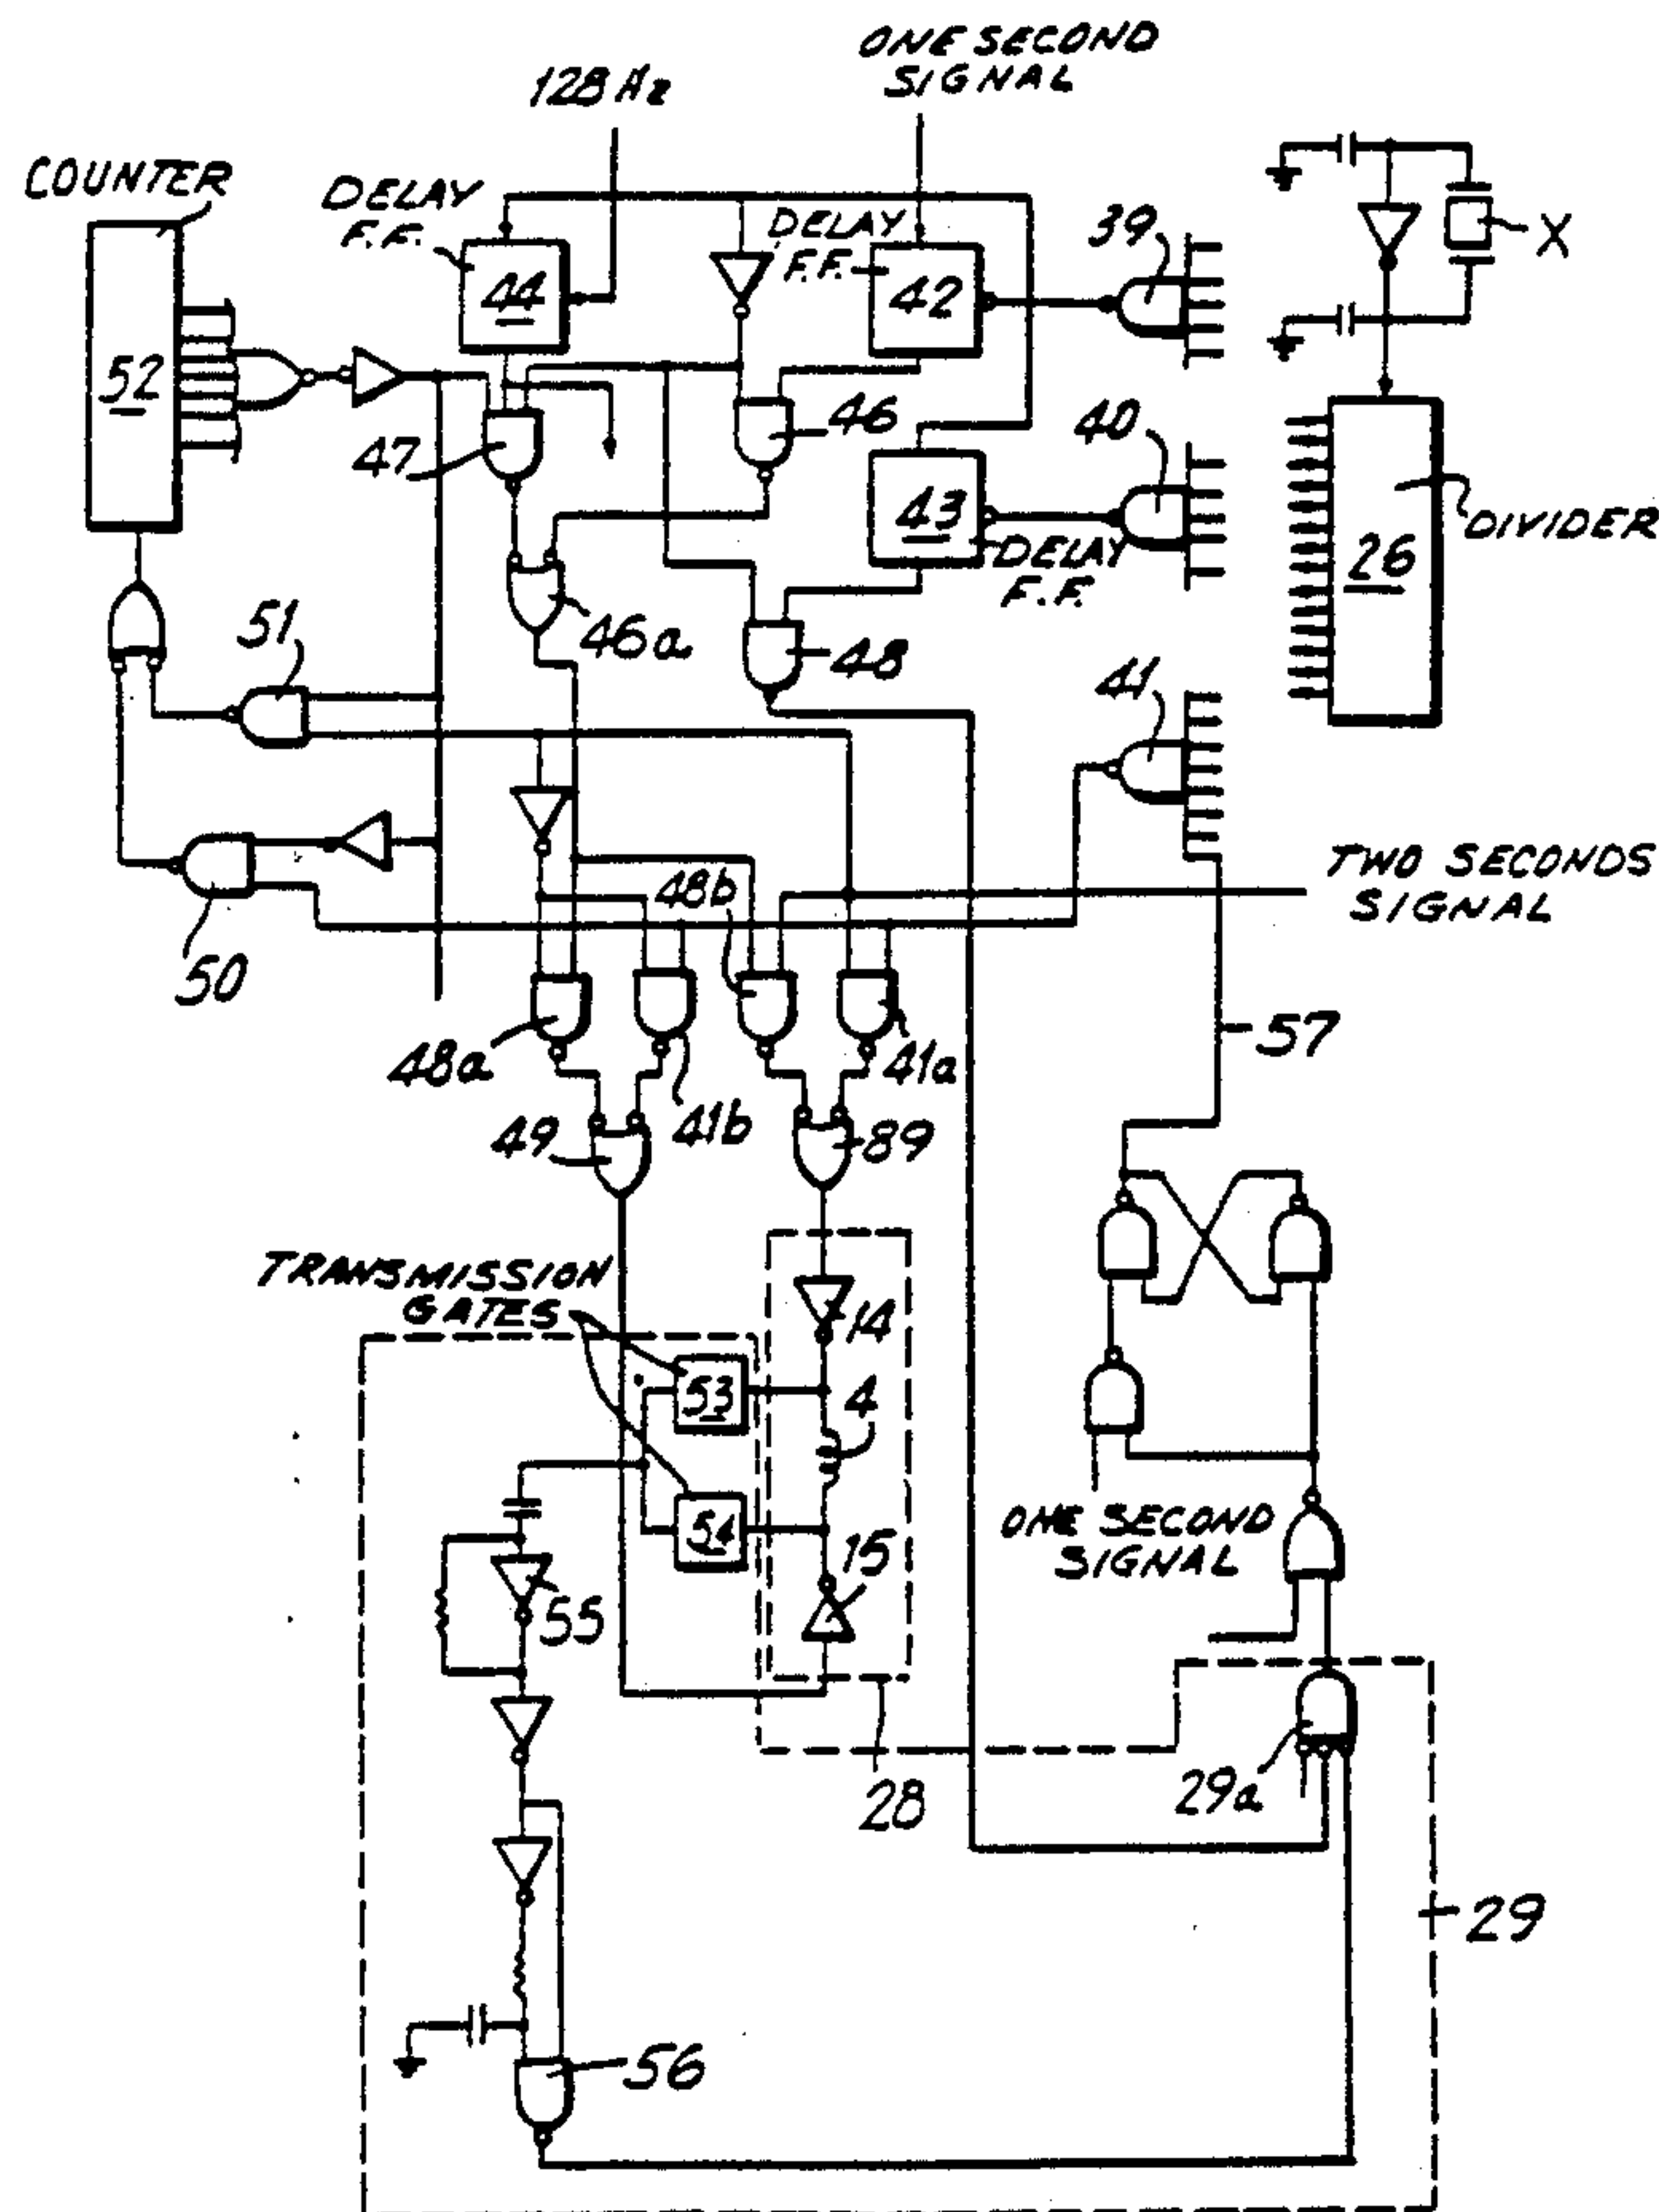 ONE SECOND
SIGNAL
128 Hz
COUNTER
DELAY
F.F.
DELAY
F.F.
39
X
44
42
52
46
40
47
43
DELAY
F.F.
26
DIVIDER
51
46a
48
41
TWO SECONDS
SIGNAL
48b
50
57
48a
41a
49
41b
89
TRANSMISSION
GATES
14
53
4
54
ONE SECOND
SIGNAL
15
55
29a
28
29
56